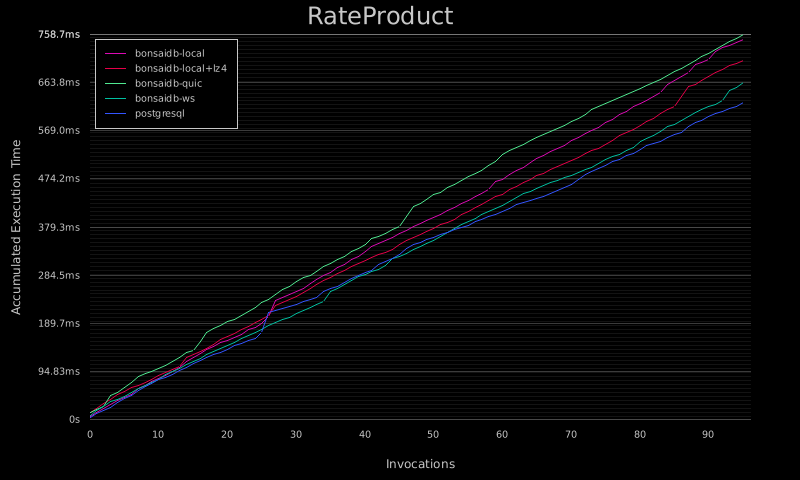 RateProduct
758.7ms
663.8ms
569.0ms
474.2ms
379.3ms
284.5ms
189.7ms
94.83ms
0s
bonsaidb-local
bonsaidb-local+lz4
bonsaidb-quic
bonsaidb-ws
postgresql
Accumulated Execution Time
0 10 20 30 40 50 60 70 80 90
Invocations